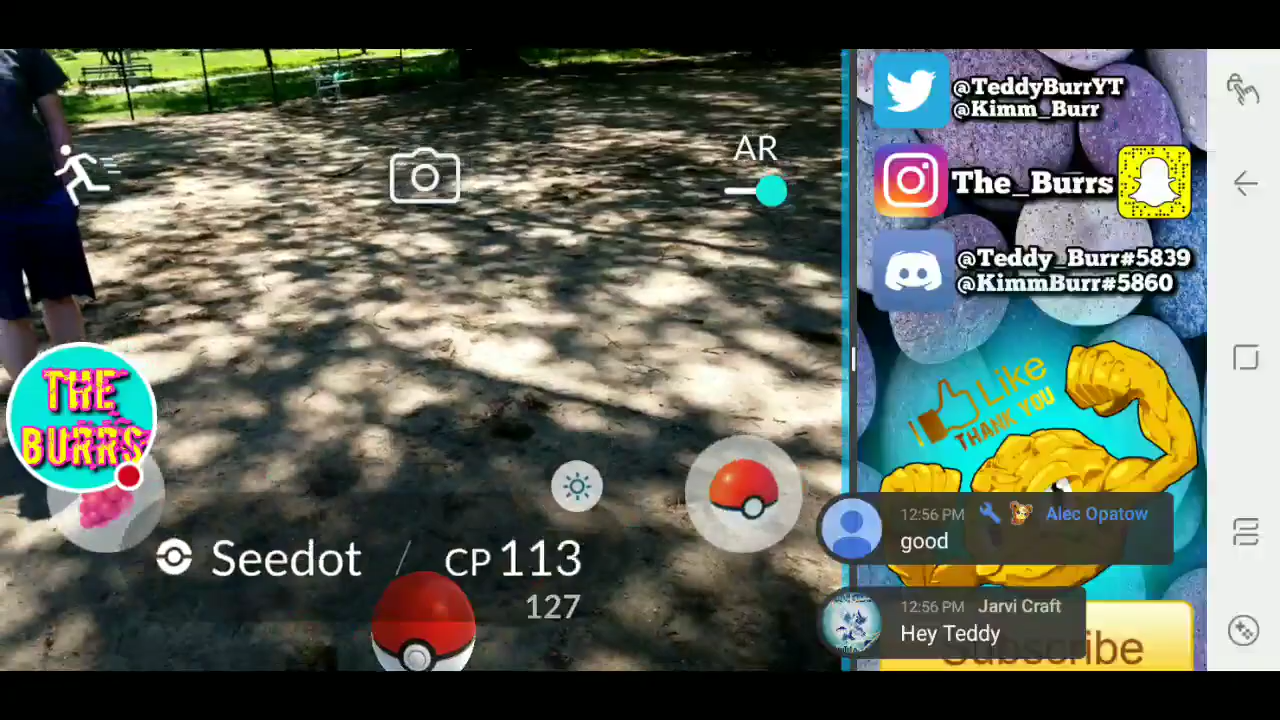 AR
THE
BURRS
Seedot / CP 113
127
@TeddyBurrYT
@Kimm_Burr
The_Burrs
@Teddy_Burr#5839
@KimmBurr#5860
Like
THANK YOU
12:56 PM Alec Opatow
good
12:56 PM Jarvi Craft
Hey Teddy
Subscribe